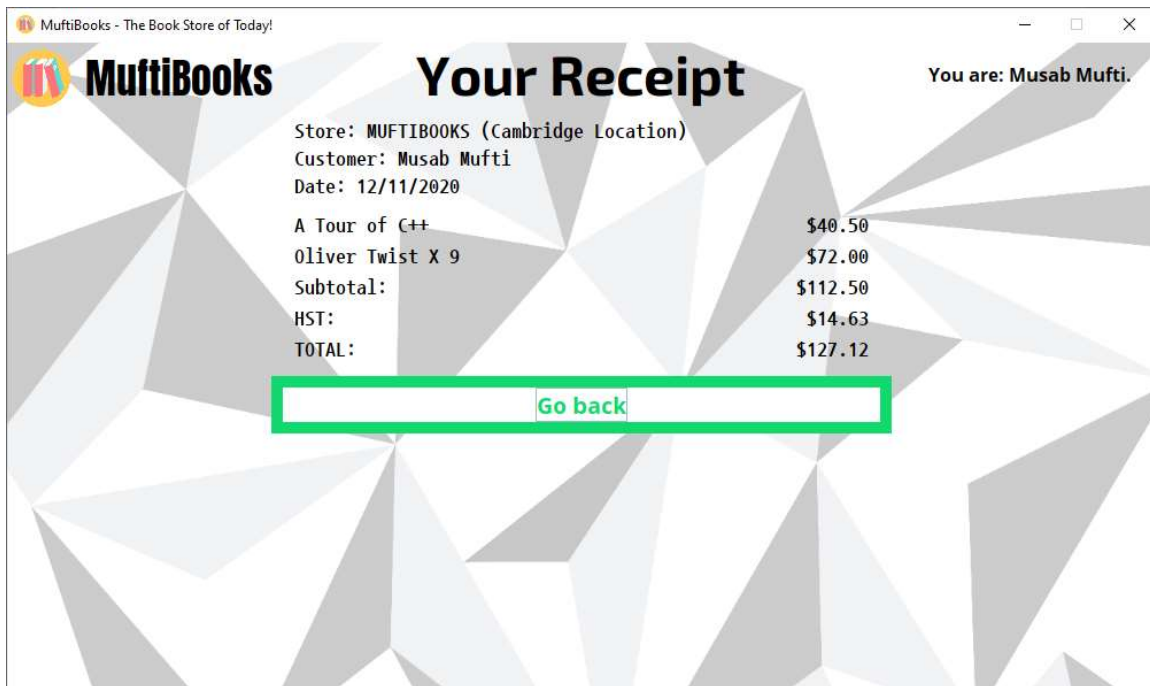 MuftiBooks - The Book Store of Today!
MuftiBooks
Your Receipt
You are: Musab Mufti.
Store: MUFTIBOOKS (Cambridge Location)
Customer: Musab Mufti
Date: 12/11/2020
A Tour of C++ $40.50
Oliver Twist X 9 $72.00
Subtotal: $112.50
HST: $14.63
TOTAL: $127.12
Go back